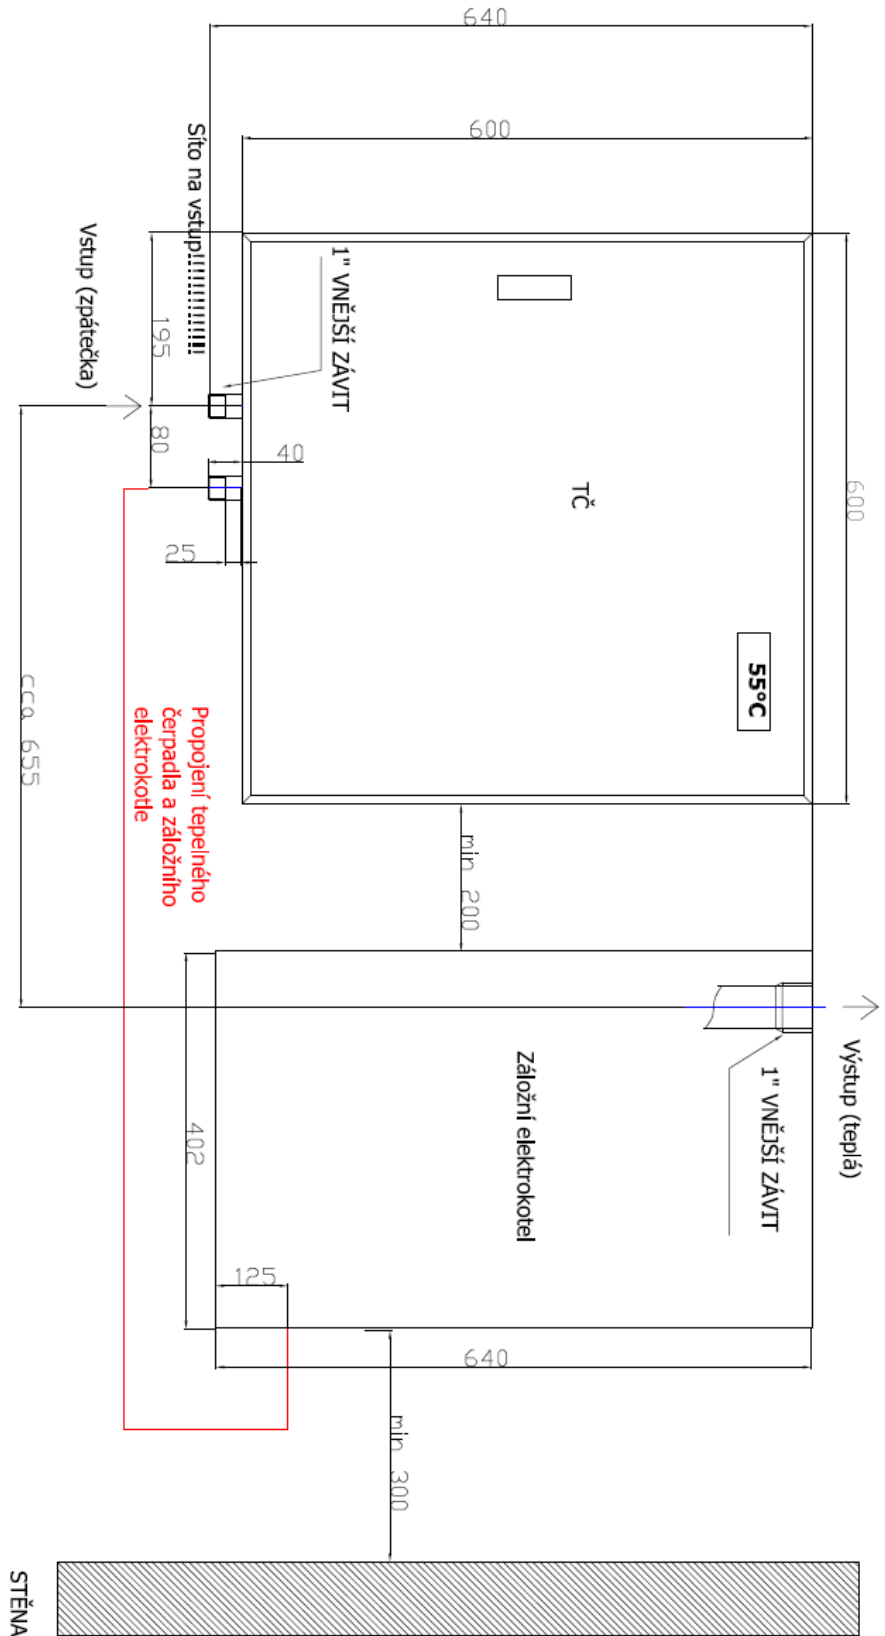 640
600
Síto na vstup!!!!!!!!!!!!!!!
Vstup (zpátečka)
1" VNĚJŠÍ ZÁVIT
195
80
40
25
TČ
600
55°C
cca 655
Propojení tepelného
čerpadla a záložního
elektrokotle
min 200
Výstup (teplá)
1" VNĚJŠÍ ZÁVIT
Záložní elektrokotel
402
125
640
min 300
STĚNA